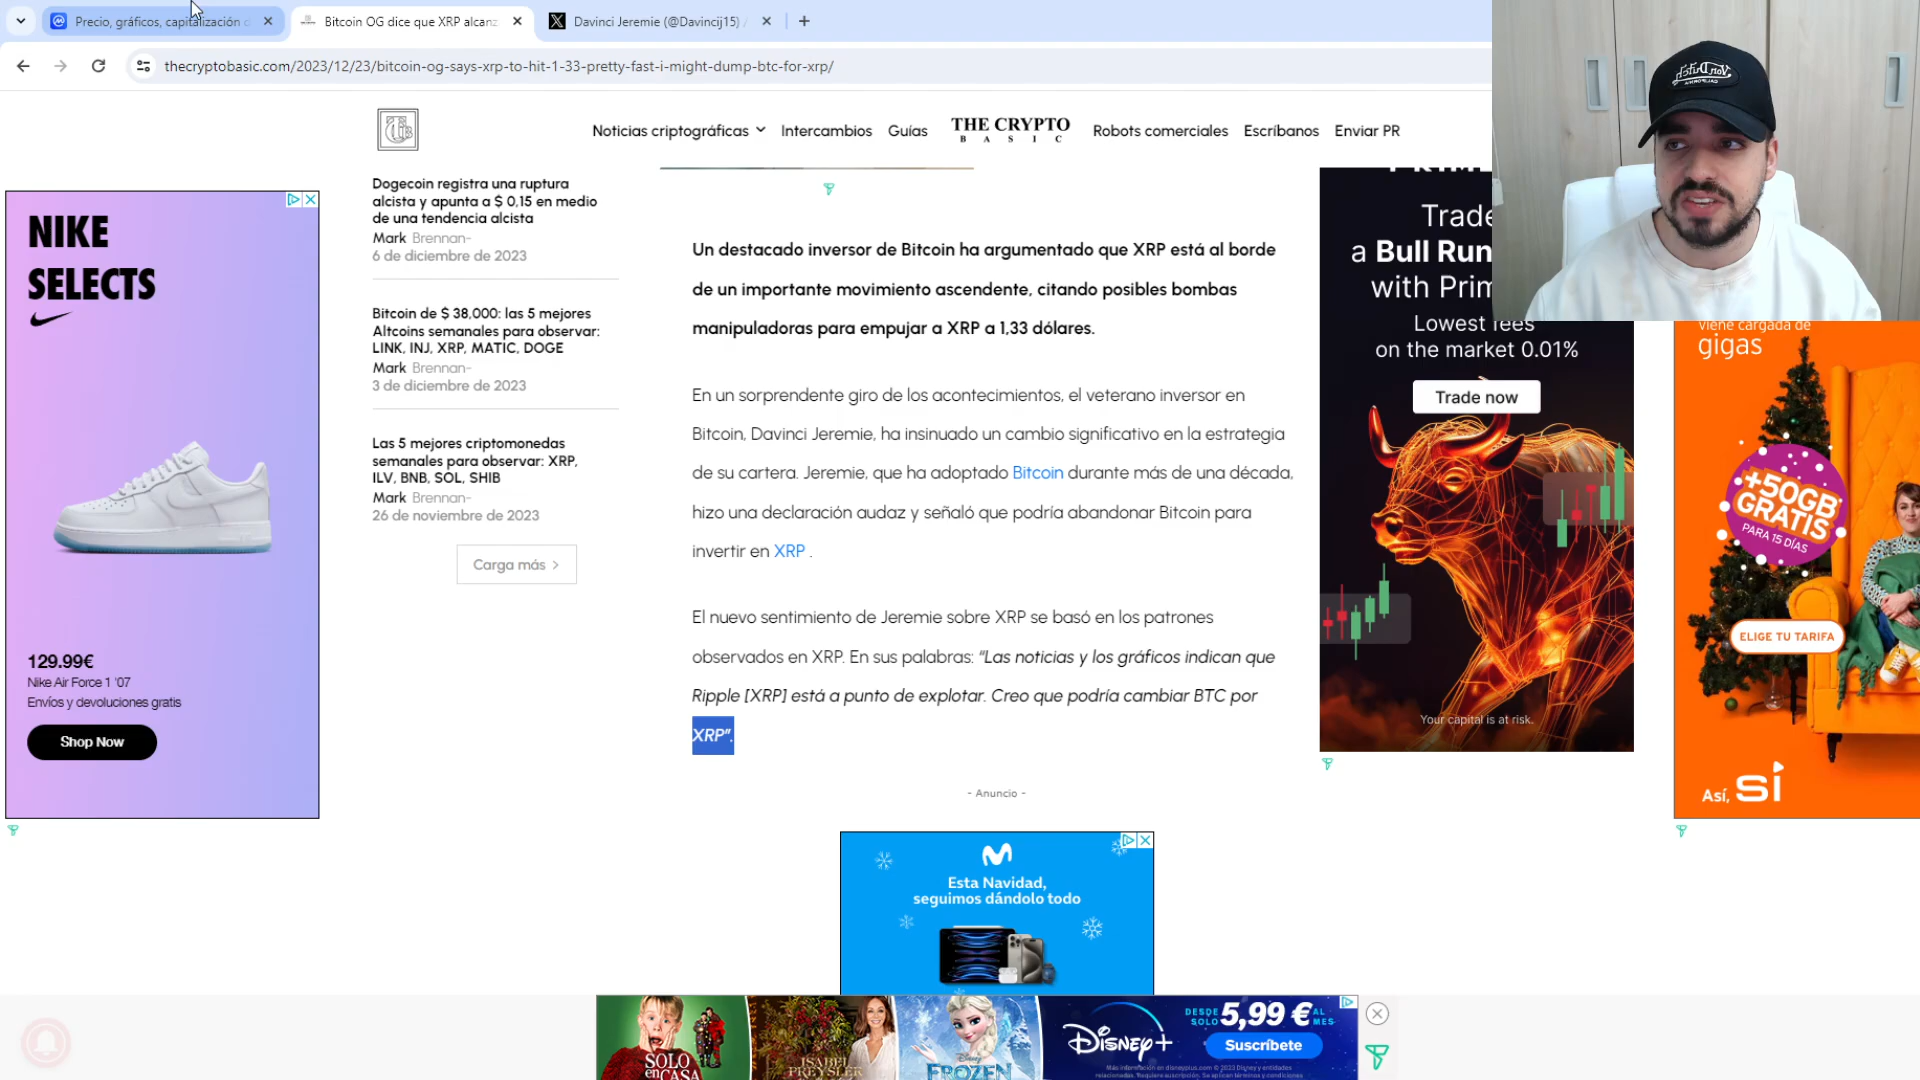 Precio, gráficos, capitalización d
Bitcoin OG dice que XRP alcanz
Davinci Jeremie (@Davincij15) /
thecryptobasic.com/2023/12/23/bitcoin-og-says-xrp-to-hit-1-33-pretty-fast-i-might-dump-btc-for-xrp/
Noticias criptográficas
Intercambios
Guías
THE CRYPTO
BASIC
Robots comerciales
Escríbanos
Enviar PR
NIKE
SELECTS
129.99€
Nike Air Force 1 '07
Envíos y devoluciones gratis
Shop Now
Dogecoin registra una ruptura
alcista y apunta a $ 0,15 en medio
de una tendencia alcista
Mark Brennan-
6 de diciembre de 2023
Bitcoin de $ 38,000: las 5 mejores
Altcoins semanales para observar:
LINK, INJ, XRP, MATIC, DOGE
Mark Brennan-
3 de diciembre de 2023
Las 5 mejores criptomonedas
semanales para observar: XRP,
ILV, BNB, SOL, SHIB
Mark Brennan-
26 de noviembre de 2023
Carga más >
Un destacado inversor de Bitcoin ha argumentado que XRP está al borde
de un importante movimiento ascendente, citando posibles bombas
manipuladoras para empujar a XRP a 1,33 dólares.
En un sorprendente giro de los acontecimientos, el veterano inversor en
Bitcoin, Davinci Jeremie, ha insinuado un cambio significativo en la estrategia
de su cartera. Jeremie, que ha adoptado Bitcoin durante más de una década,
hizo una declaración audaz y señaló que podría abandonar Bitcoin para
invertir en XRP .
El nuevo sentimiento de Jeremie sobre XRP se basó en los patrones
observados en XRP. En sus palabras: “Las noticias y los gráficos indican que
Ripple [XRP] está a punto de explotar. Creo que podría cambiar BTC por
XRP”.
- Anuncio -
Esta Navidad,
seguimos dándolo todo
Trade
a Bull Run
with Prim
Lowest fees
on the market 0.01%
Trade now
Your capital is at risk.
Von Dutch
viene cargada de
gigas
+50GB
GRATIS
PARA 15 DÍAS
ELIGE TU TARIFA
Así, sí
SOLO
en CASA
ISABEL
PREYSLER
Disney
FROZEN
Disney+
DESDE
SOLO 5,99 € AL
MES
Suscríbete